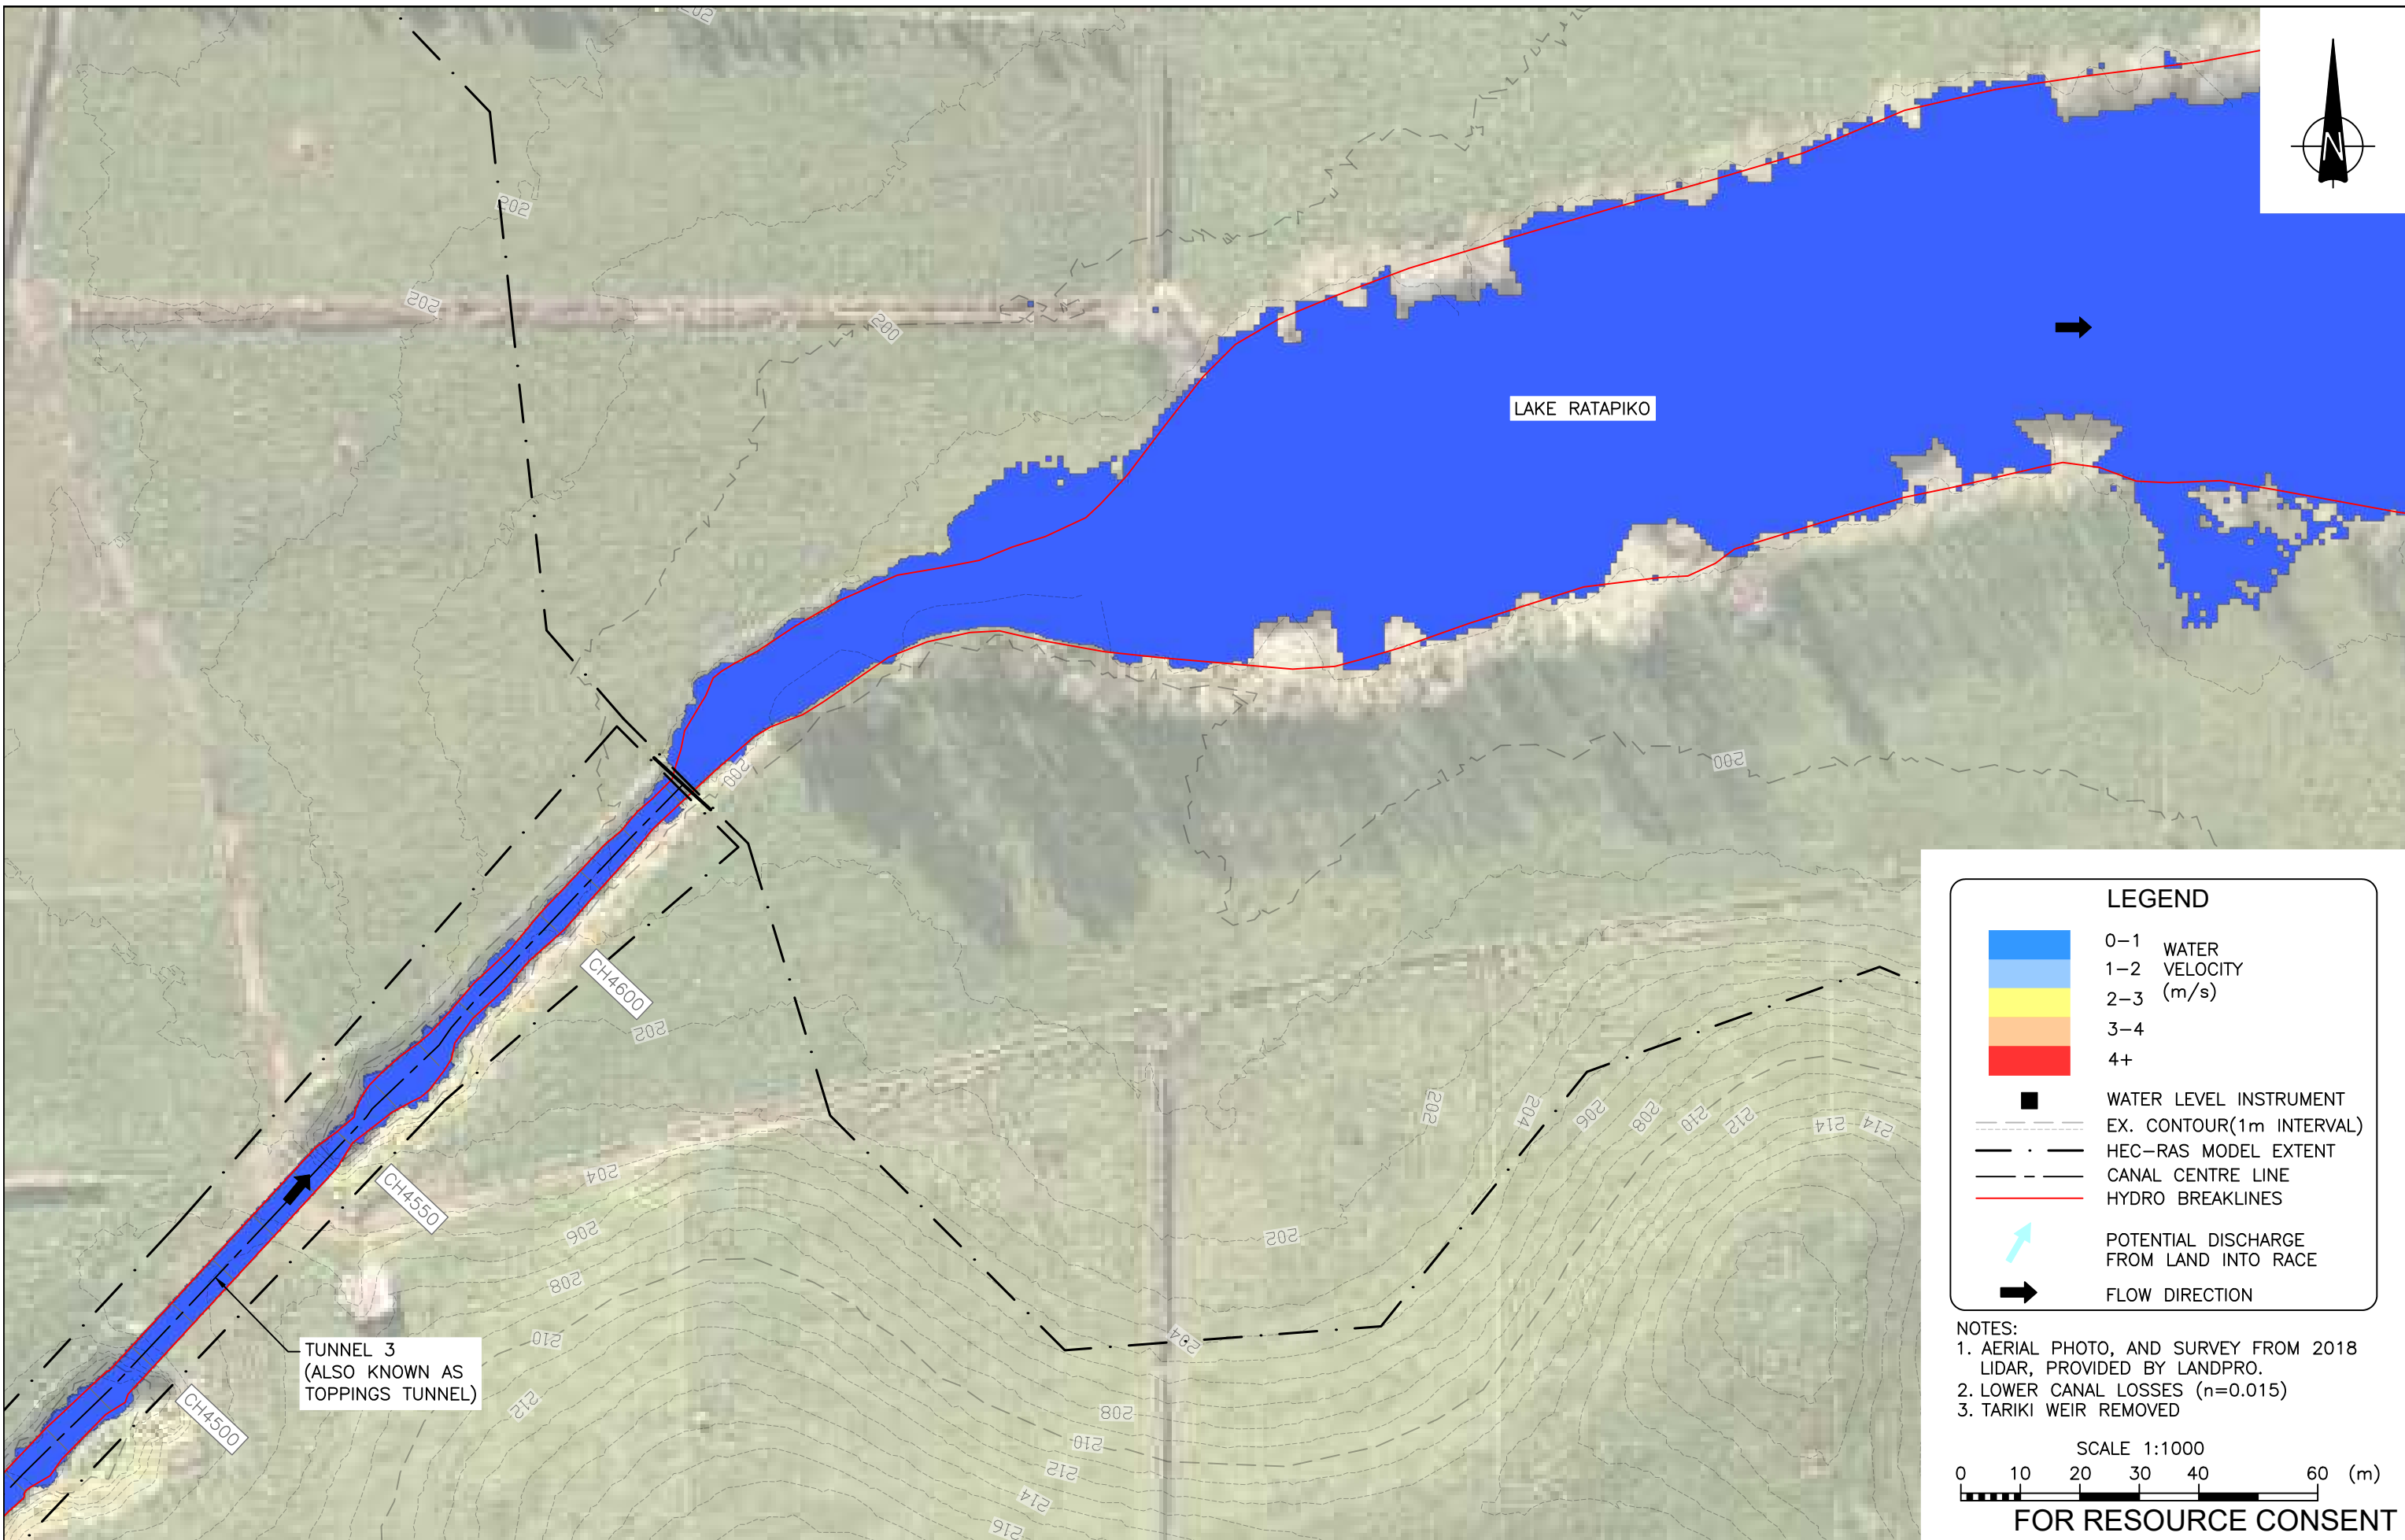 202
N
202
202
200
LAKE RATAPIKO
200
200
CH4600
202
CH4550
204
206
208
210
212
TUNNEL 3
(ALSO KNOWN AS
TOPPINGS TUNNEL)
CH4500
202
204
206
208
210
212
214
214
202
204
208
210
212
214
216
LEGEND
0-1
1-2
2-3
3-4
4+
WATER
VELOCITY
(m/s)
WATER LEVEL INSTRUMENT
EX. CONTOUR(1m INTERVAL)
HEC-RAS MODEL EXTENT
CANAL CENTRE LINE
HYDRO BREAKLINES
POTENTIAL DISCHARGE
FROM LAND INTO RACE
FLOW DIRECTION
NOTES:
1. AERIAL PHOTO, AND SURVEY FROM 2018
LIDAR, PROVIDED BY LANDPRO.
2. LOWER CANAL LOSSES (n=0.015)
3. TARIKI WEIR REMOVED
SCALE 1:1000
0 10 20 30 40 60 (m)
FOR RESOURCE CONSENT